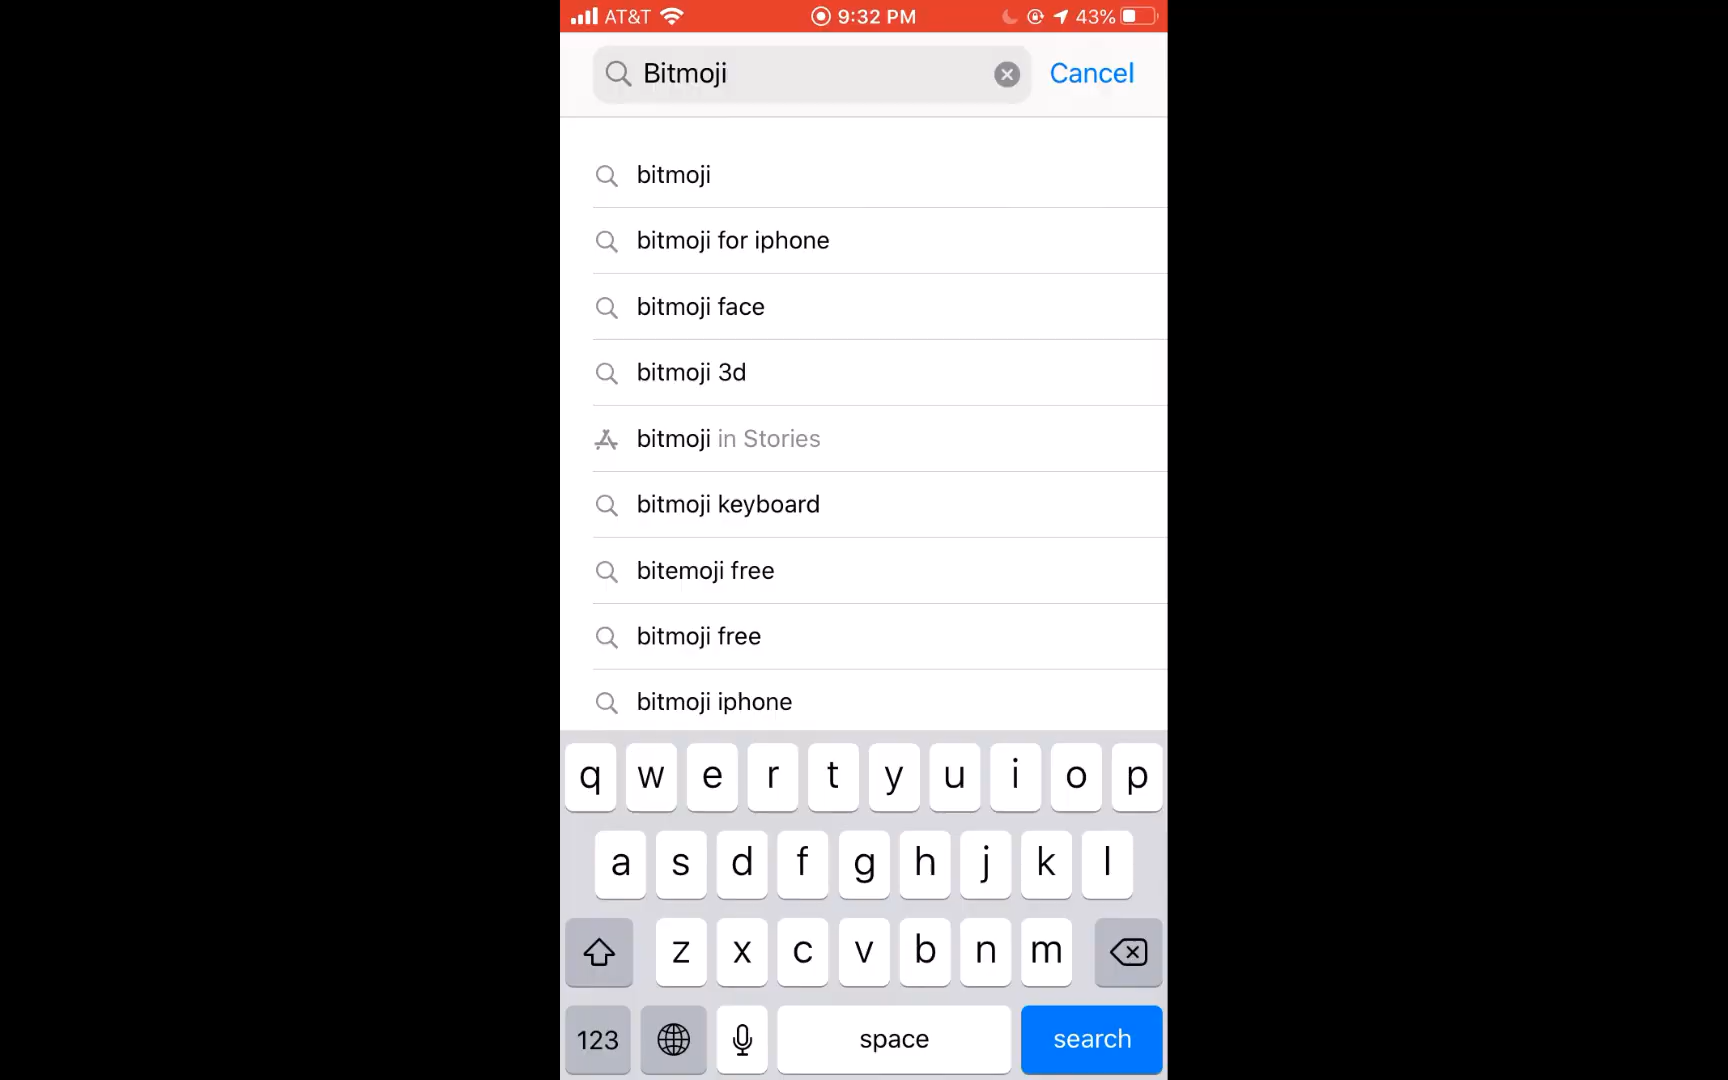 AT&T 9:32 PM 43%
Bitmoji Cancel
bitmoji
bitmoji for iphone
bitmoji face
bitmoji 3d
bitmoji in Stories
bitmoji keyboard
bitemoji free
bitmoji free
bitmoji iphone
q w e r t y u i o p
a s d f g h j k l
z x c v b n m
123 space search